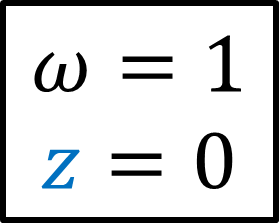 ω = 1
z = 0